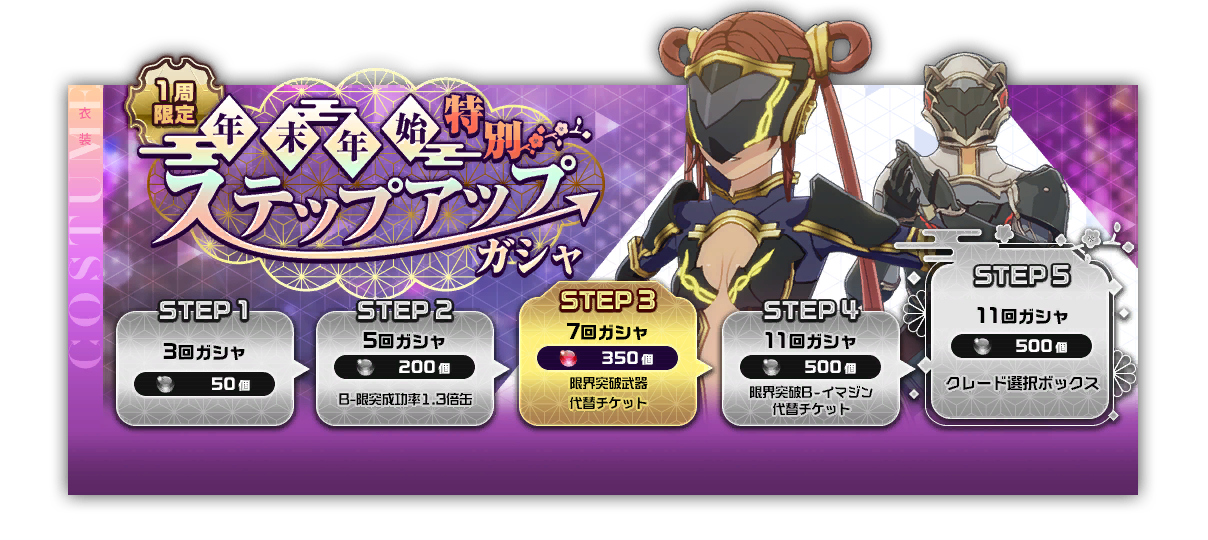 1周
限定
年末年始特別
ステップアップ
ガシャ
衣装
COSTUME
STEP 1
3回ガシャ
50個
STEP 2
5回ガシャ
200個
B-限突成功率1.3倍缶
STEP 3
7回ガシャ
350個
限界突破武器
代替チケット
STEP 4
11回ガシャ
500個
限界突破B-イマジン
代替チケット
STEP 5
11回ガシャ
500個
クレード選択ボックス